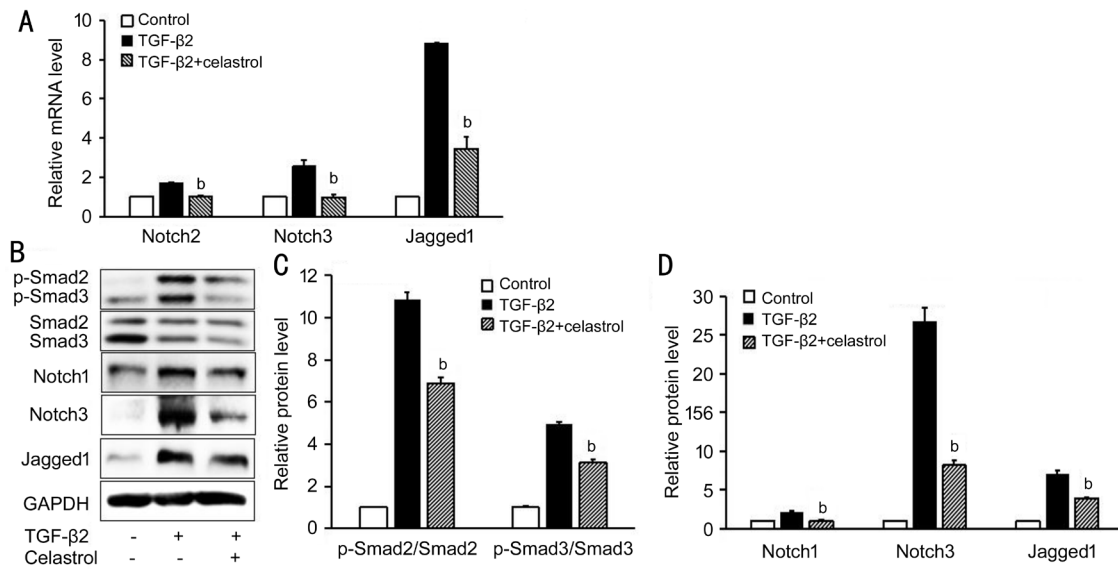 A
Control
TGF-β2
TGF-β2+celastrol
Relative mRNA level
10
8
6
4
2
0
b
b
b
Notch2
Notch3
Jagged1
B
p-Smad2
p-Smad3
Smad2
Smad3
Notch1
Notch3
Jagged1
GAPDH
TGF-β2 - + +
Celastrol - - +
C
Control
TGF-β2
TGF-β2+celastrol
Relative protein level
12
10
8
6
4
2
0
b
b
p-Smad2/Smad2
p-Smad3/Smad3
D
Control
TGF-β2
TGF-β2+celastrol
Relative protein level
30
25
20
156
10
5
0
b
b
b
Notch1
Notch3
Jagged1